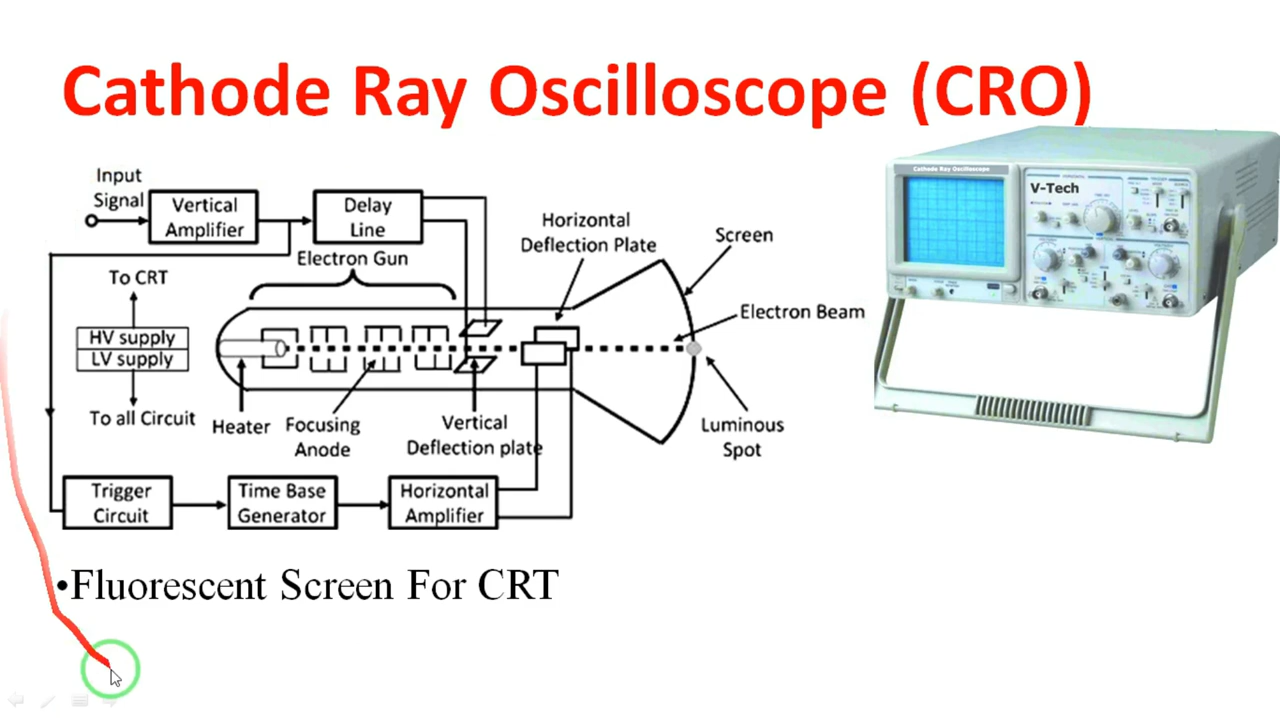 Cathode Ray Oscilloscope (CRO)
Input
Signal
Vertical
Amplifier
Delay
Line
Electron Gun
Horizontal
Deflection Plate
Screen
To CRT
HV supply
LV supply
To all Circuit
Electron Beam
Heater
Focusing
Anode
Vertical
Deflection plate
Luminous
Spot
Trigger
Circuit
Time Base
Generator
Horizontal
Amplifier
Cathode Ray Oscilloscope
V-Tech
•Fluorescent Screen For CRT